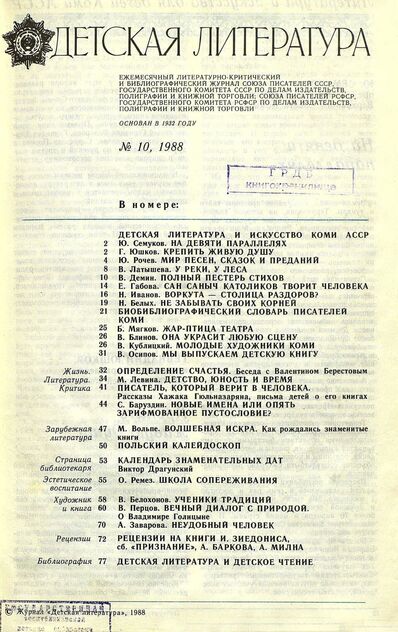 ДЕТСКАЯ ЛИТЕРАТУРА
ЕЖЕМЕСЯЧНЫЙ ЛИТЕРАТУРНО-КРИТИЧЕСКИЙ
И БИБЛИОГРАФИЧЕСКИЙ ЖУРНАЛ СОЮЗА ПИСАТЕЛЕЙ СССР,
ГОСУДАРСТВЕННОГО КОМИТЕТА СССР ПО ДЕЛАМ ИЗДАТЕЛЬСТВ,
ПОЛИГРАФИИ И КНИЖНОЙ ТОРГОВЛИ; СОЮЗА ПИСАТЕЛЕЙ РСФСР,
ГОСУДАРСТВЕННОГО КОМИТЕТА РСФСР ПО ДЕЛАМ ИЗДАТЕЛЬСТВ,
ПОЛИГРАФИИ И КНИЖНОЙ ТОРГОВЛИ
ОСНОВАН В 1932 ГОДУ
№ 10, 1988
ГРДБ
книгохранилище
В номере:
ДЕТСКАЯ ЛИТЕРАТУРА И ИСКУССТВО КОМИ АССР
2 Ю. Семуков. НА ДЕВЯТИ ПАРАЛЛЕЛЯХ
2 Г. Юшков. КРЕПИТЬ ЖИВУЮ ДУШУ
4 Ю. Рочев. МИР ПЕСЕН, СКАЗОК И ПРЕДАНИЙ
8 В. Латышева. У РЕКИ, У ЛЕСА
10 В. Демин. ПОЛНЫЙ ПЕСТЕРЬ СТИХОВ
14 Е. Габова. САН САНЫЧ КАТОЛИКОВ ТВОРИТ ЧЕЛОВЕКА
16 Н. Иванов. ВОРКУТА — СТОЛИЦА РАЗДОРОВ?
19 Н. Белых. НЕ ЗАБЫВАТЬ СВОИХ КОРНЕЙ
21 БИОБИБЛИОГРАФИЧЕСКИЙ СЛОВАРЬ ПИСАТЕЛЕЙ
КОМИ
25 Б. Мягков. ЖАР-ПТИЦА ТЕАТРА
26 В. Блинов. ОНА УКРАСИТ ЛЮБУЮ СЦЕНУ
26 В. Кублицкий. МОЛОДЫЕ ХУДОЖНИКИ КОМИ
31 В. Осипов. МЫ ВЫПУСКАЕМ ДЕТСКУЮ КНИГУ
Жизнь. 32 ОПРЕДЕЛЕНИЕ СЧАСТЬЯ. Беседа с Валентином Берестовым
Литература. 34 М. Левина. ДЕТСТВО, ЮНОСТЬ И ВРЕМЯ
Критика 41 ПИСАТЕЛЬ, КОТОРЫЙ ВЕРИТ В ЧЕЛОВЕКА.
Рассказы Хажака Гюльназаряна, письма детей о его книгах
44 С. Баруздин. НОВЫЕ ИМЕНА ИЛИ ОПЯТЬ
ЗАРИФМОВАННОЕ ПУСТОСЛОВИЕ?
Зарубежная 47 М. Вольпе. ВОЛШЕБНАЯ ИСКРА. Как рождались знаменитые
литература книги
50 ПОЛЬСКИЙ КАЛЕЙДОСКОП
Страница 53 КАЛЕНДАРЬ ЗНАМЕНАТЕЛЬНЫХ ДАТ
библиотекаря Виктор Драгунский
Эстетическое 55 О. Ремез. ШКОЛА СОПЕРЕЖИВАНИЯ
воспитание
Художник 58 В. Белохонов. УЧЕНИКИ ТРАДИЦИЙ
и книга 60 В. Перцов. ВЕЧНЫЙ ДИАЛОГ С ПРИРОДОЙ.
О Владимире Голицыне
70 А. Заварова. НЕУДОБНЫЙ ЧЕЛОВЕК
Рецензии 72 РЕЦЕНЗИИ НА КНИГИ И. ЗИЕДОНИСА,
сб. «ПРИЗНАНИЕ», А. БАРКОВА, А. МИЛНА
Библиография 77 ДЕТСКАЯ ЛИТЕРАТУРА И ДЕТСКОЕ ЧТЕНИЕ
© Журнал «Детская литература», 1988